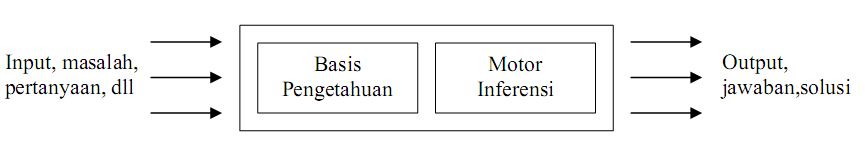 Input, masalah,
pertanyaan, dll
Basis
Pengetahuan
Motor
Inferensi
Output,
jawaban,solusi